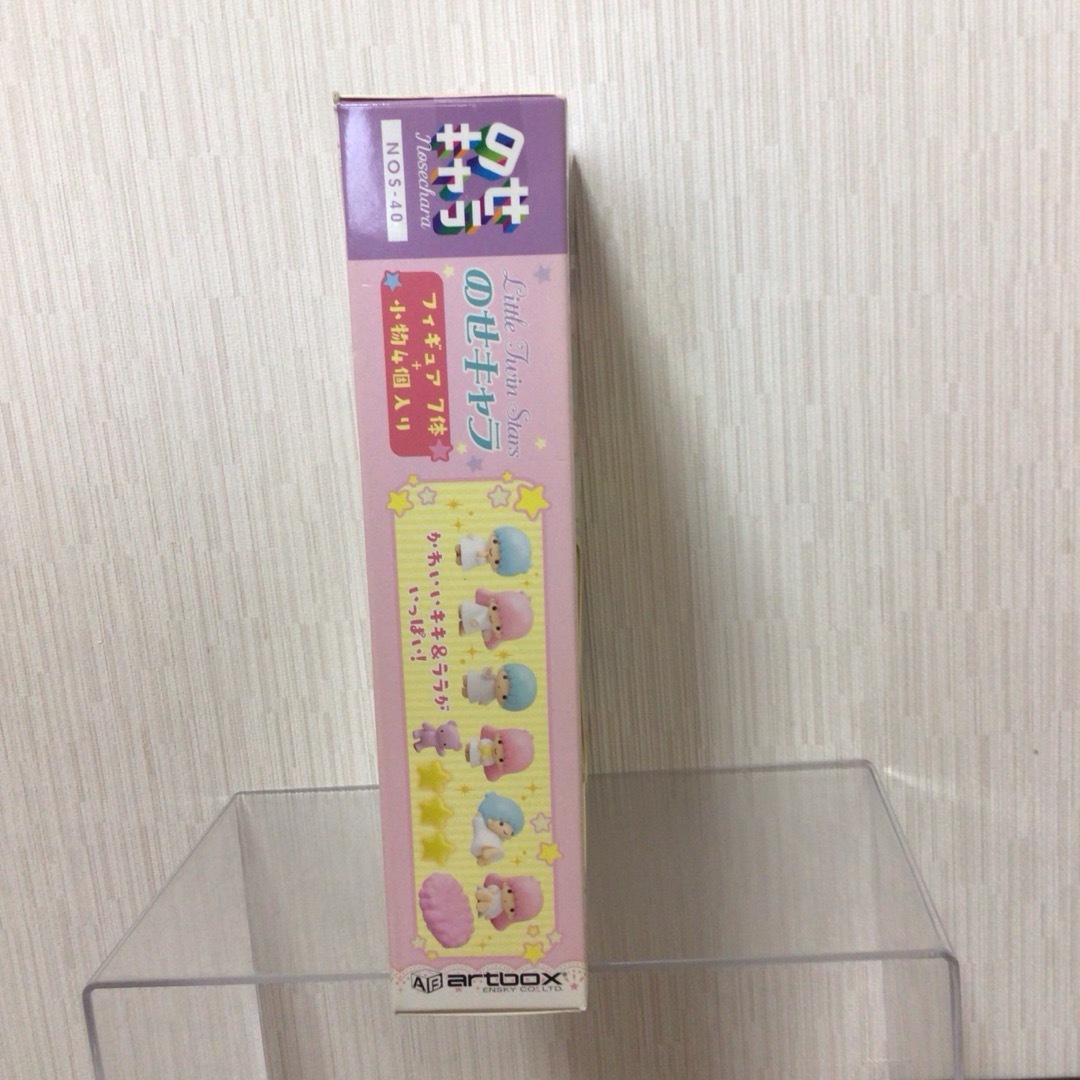 のせ
キャラ
Nosechara
NOS-40
Little Twin Stars
のせキャラ
フィギュア7体
+
小物4個入り
かわいいキキ&ララが
いっぱい!
artbox
ENSKY CO., LTD.